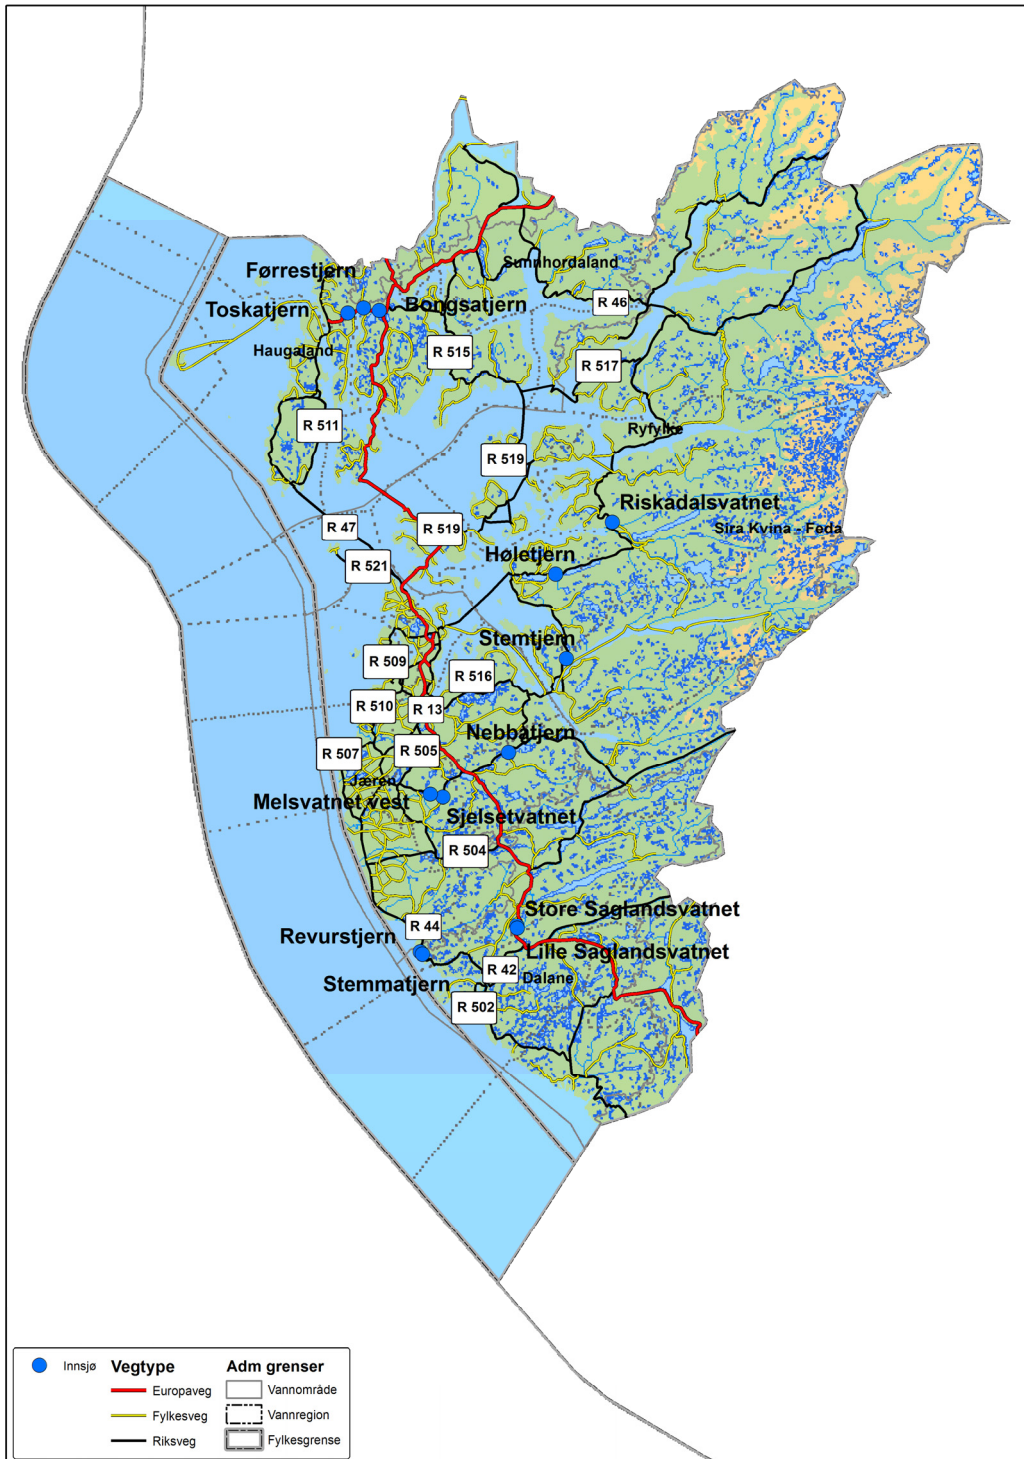 Sunnhordaland
Førrestjern
R 46
Toskatjern
Bongsatjern
Haugaland
R 515
R 517
R 511
Ryfylke
R 519
Riskadalsvatnet
R 47
R 519
Sira Kvina - Feda
Høletjern
R 521
Stemtjern
R 509
R 516
R 510
R 13
Nebbatjern
R 507
R 505
Jæren
Melsvatnet vest
Sjelsetvatnet
R 504
Store Saglandsvatnet
R 44
Revurstjern
Lille Saglandsvatnet
R 42
Dalane
Stemmatjern
R 502
Innsjø
Vegtype
Europaveg
Fylkesveg
Riksveg
Adm grenser
Vannområde
Vannregion
Fylkesgrense